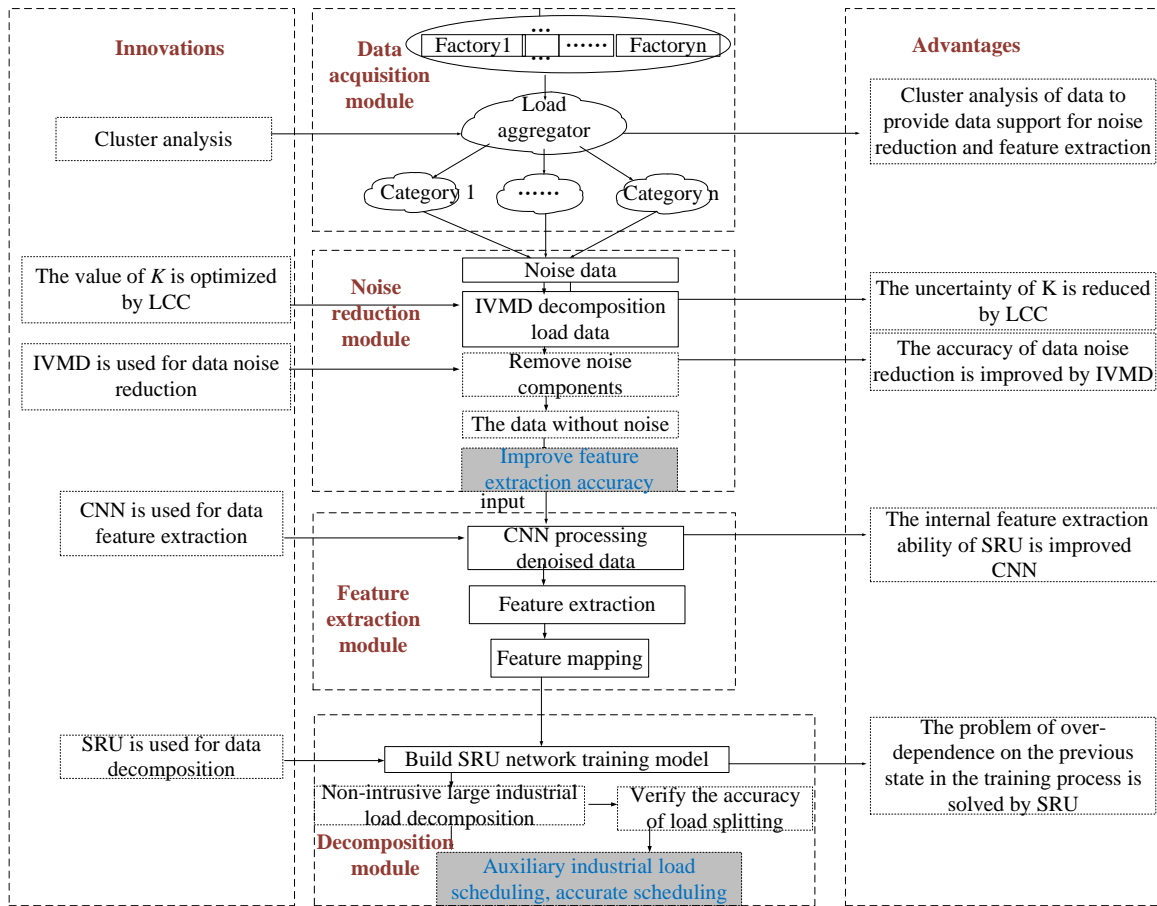 Innovations
Cluster analysis
The value of K is optimized
by LCC
IVMD is used for data noise
reduction
CNN is used for data
feature extraction
SRU is used for data
decomposition
Data
acquisition
module
...
Factory1
...
......
Factoryn
Load
aggregator
Category 1
......
Category n
Noise
reduction
module
Noise data
IVMD decomposition
load data
Remove noise
components
The data without noise
Improve feature
extraction accuracy
input
Feature
extraction
module
CNN processing
denoised data
Feature extraction
Feature mapping
Build SRU network training model
Non-intrusive large industrial
load decomposition
Verify the accuracy
of load splitting
Decomposition
module
Auxiliary industrial load
scheduling, accurate scheduling
Advantages
Cluster analysis of data to
provide data support for noise
reduction and feature extraction
The uncertainty of K is reduced
by LCC
The accuracy of data noise
reduction is improved by IVMD
The internal feature extraction
ability of SRU is improved
CNN
The problem of over-
dependence on the previous
state in the training process is
solved by SRU